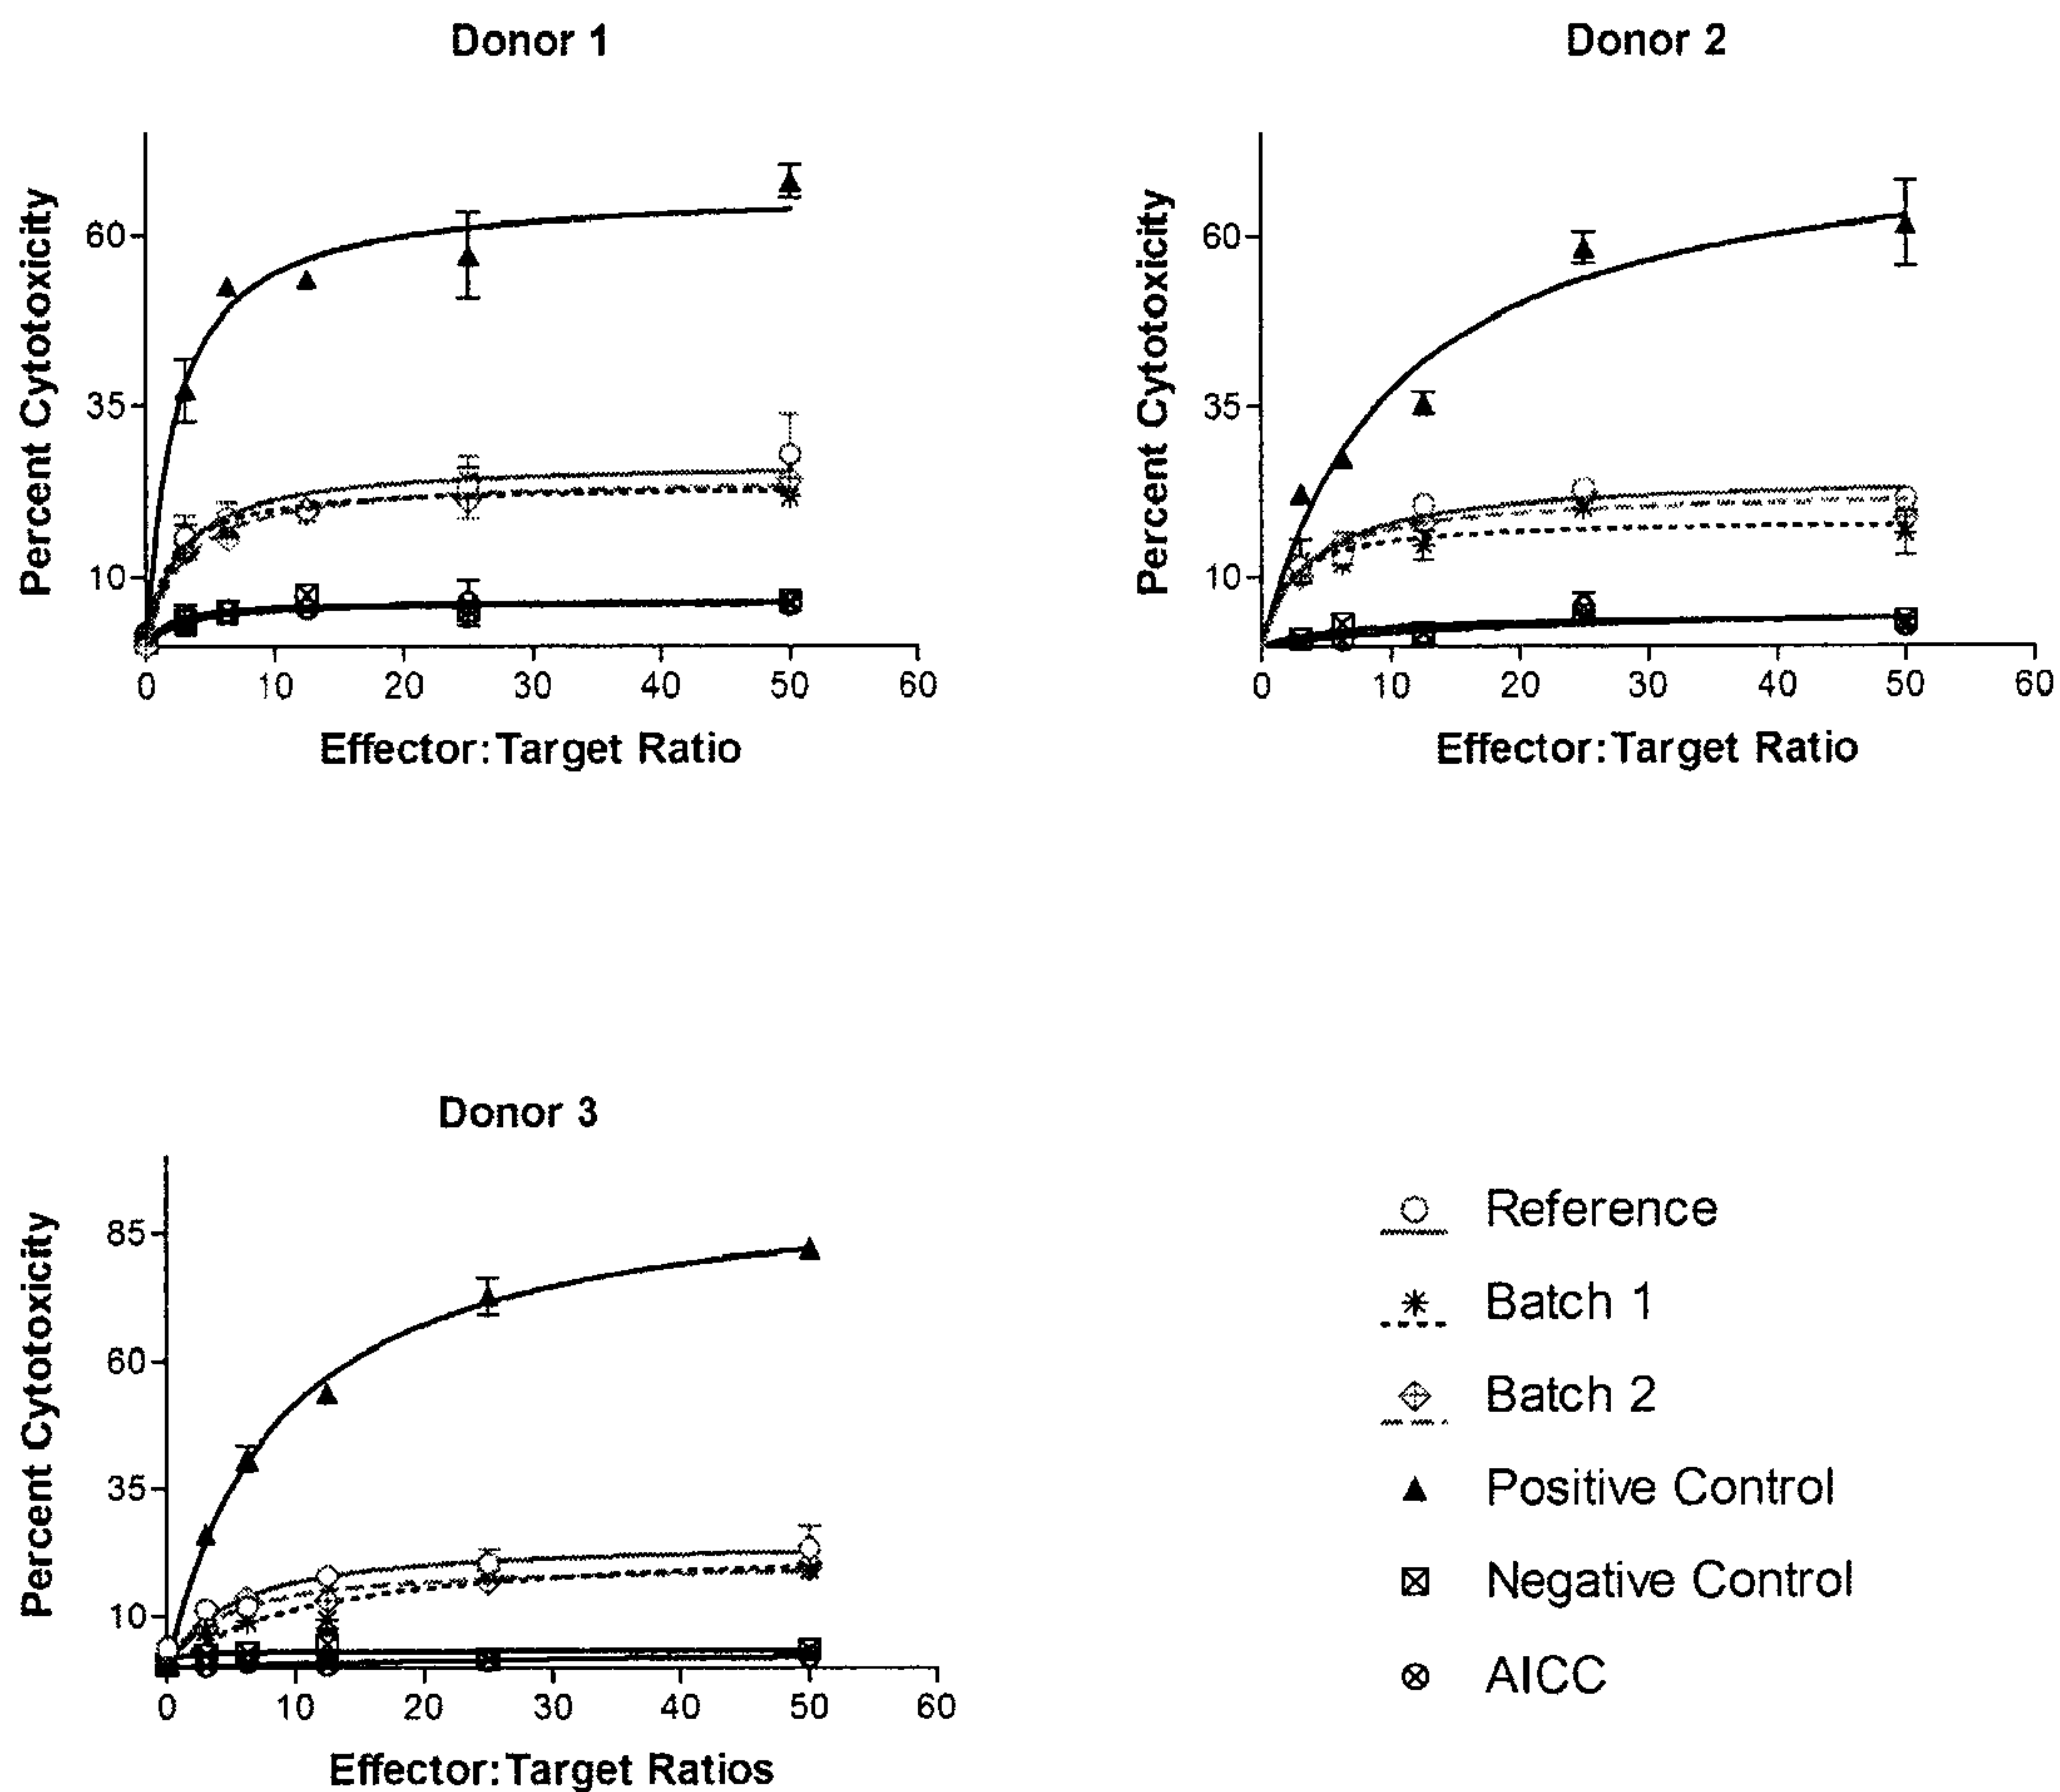 Donor 1
Percent Cytotoxicity
60
35
10
0 10 20 30 40 50 60
Effector:Target Ratio
Donor 2
Percent Cytotoxicity
60
35
10
0 10 20 30 40 50 60
Effector:Target Ratio
Donor 3
Percent Cytotoxicity
85
60
35
10
0 10 20 30 40 50 60
Effector:Target Ratios
Reference
Batch 1
Batch 2
Positive Control
Negative Control
AICC